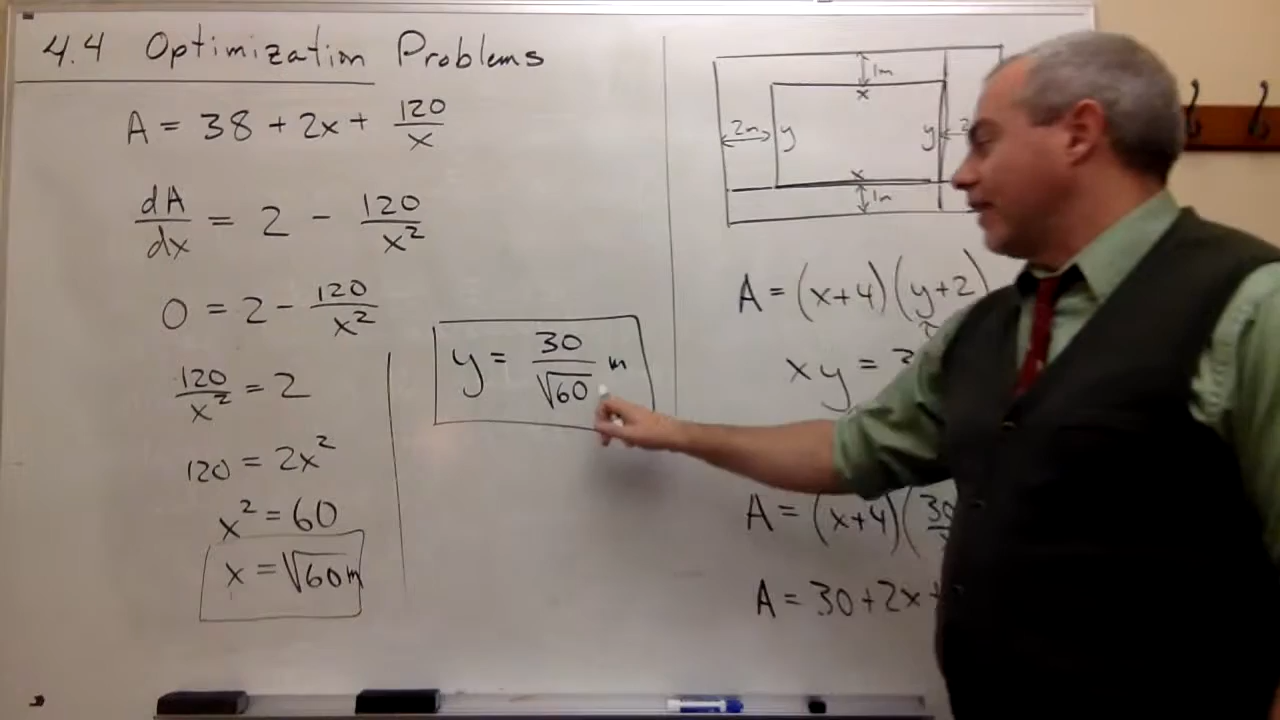 4.4 Optimization Problems
A = 38 + 2x + 120/x
dA/dx = 2 - 120/x²
0 = 2 - 120/x²
120/x² = 2
120 = 2x²
x² = 60
x = √60 m
y = 30/√60 m
1m
x
2m y y 2
x
1m
A = (x+4)(y+2)
xy = 3
A = (x+4)(30
A = 30+2x+